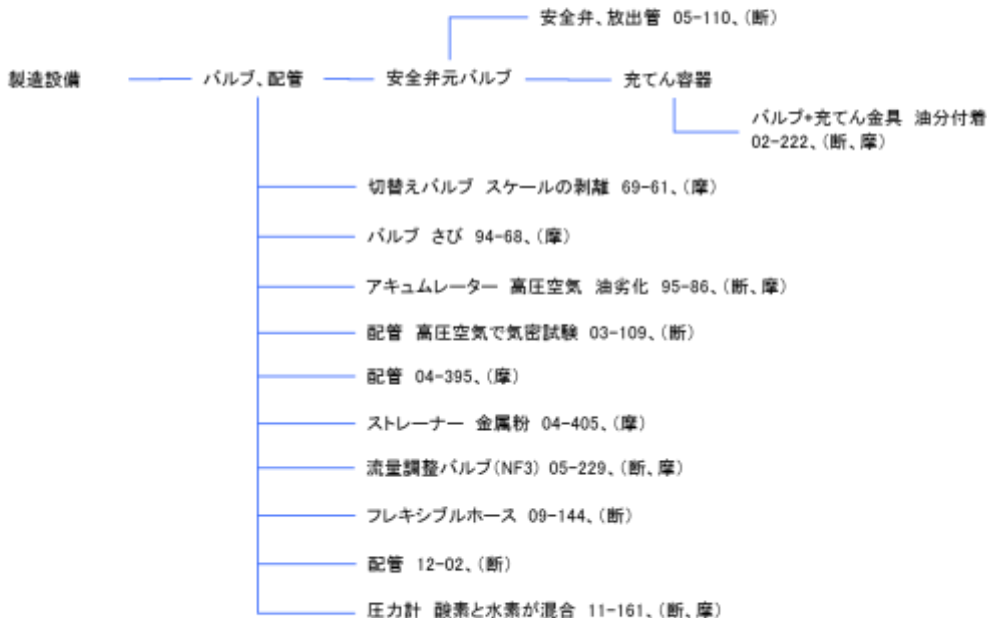 安全弁、放出管 05-110、(断)
製造設備 バルブ、配管 安全弁元バルブ 充てん容器
バルブ+充てん金具 油分付着
02-222、(断、摩)
切替えバルブ スケールの剥離 69-61、(摩)
バルブ さび 94-68、(摩)
アキュムレーター 高圧空気 油劣化 95-86、(断、摩)
配管 高圧空気で気密試験 03-109、(断)
配管 04-395、(摩)
ストレーナー 金属粉 04-405、(摩)
流量調整バルブ(NF3) 05-229、(断、摩)
フレキシブルホース 09-144、(断)
配管 12-02、(断)
圧力計 酸素と水素が混合 11-161、(断、摩)